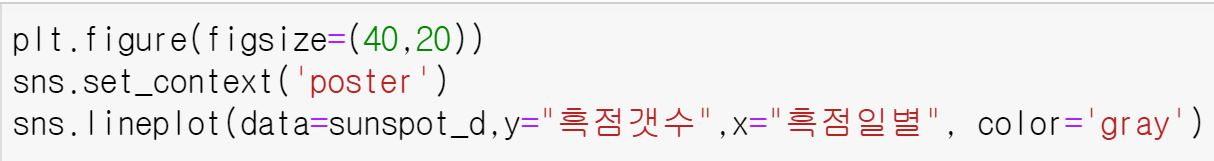 plt.figure(figsize=(40,20))
sns.set_context('poster')
sns.lineplot(data=sunspot_d,y="흑점갯수",x="흑점일별", color='gray')